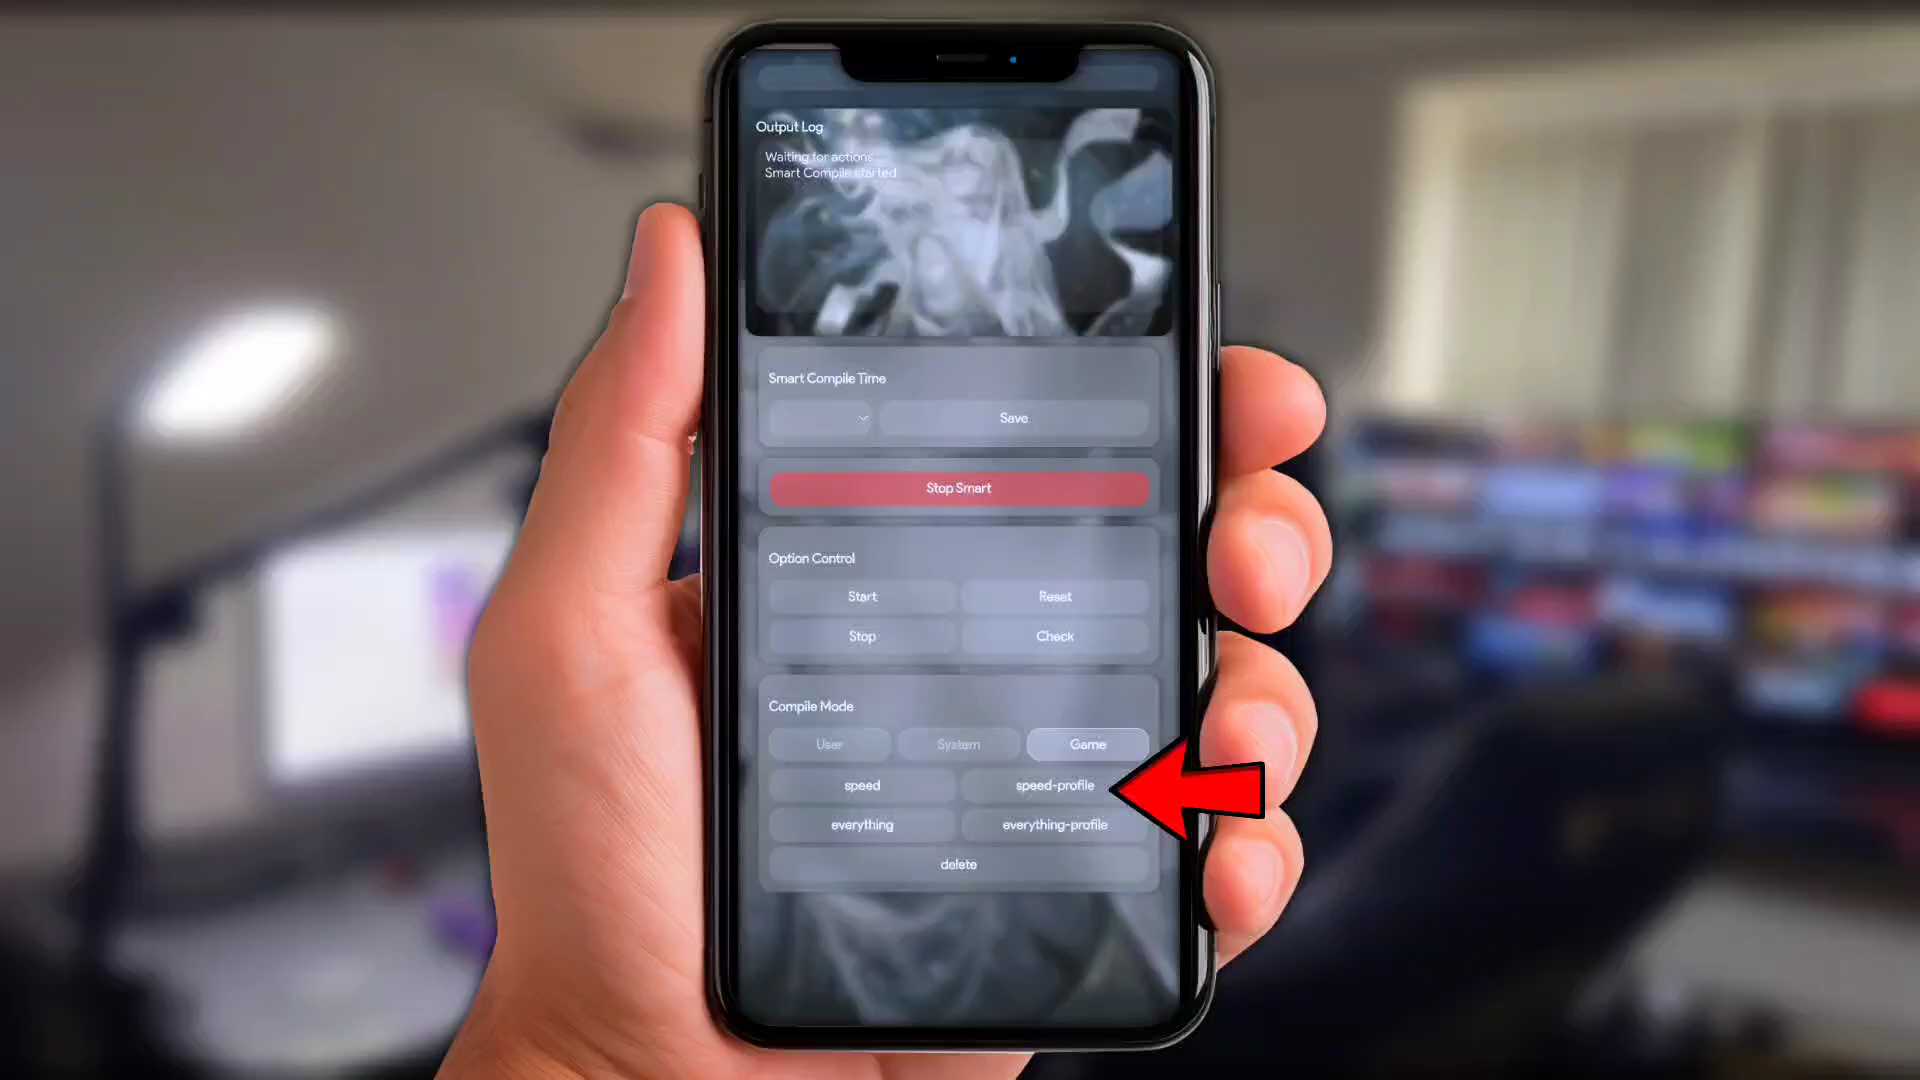 Output Log
Waiting for actions...
Smart Compile started
Smart Compile Time
Save
Stop Smart
Option Control
Start Reset
Stop Check
Compile Mode
User System Game
speed speed-profile
everything everything-profile
delete